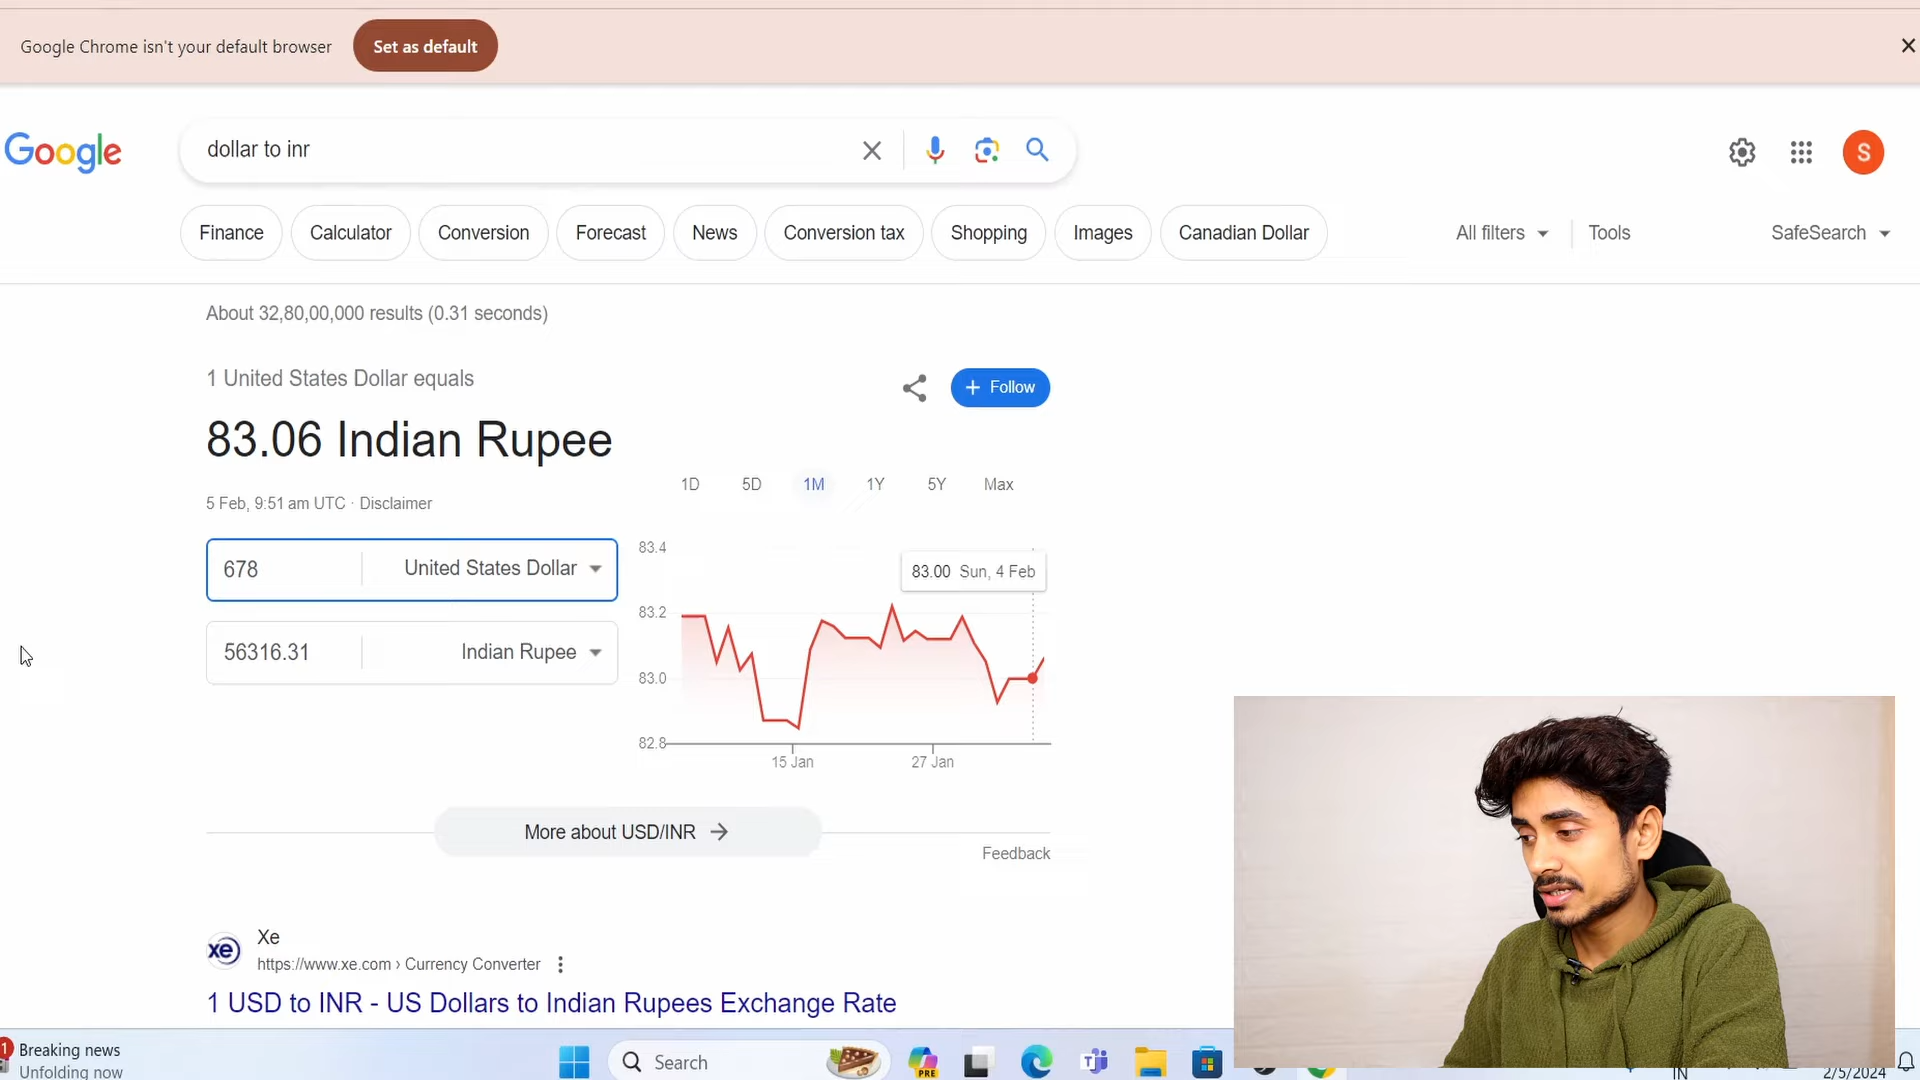 Google Chrome isn't your default browser
Set as default
Google
dollar to inr
S
Finance
Calculator
Conversion
Forecast
News
Conversion tax
Shopping
Images
Canadian Dollar
All filters
Tools
SafeSearch
About 32,80,00,000 results (0.31 seconds)
1 United States Dollar equals
Follow
83.06 Indian Rupee
1D
5D
1M
1Y
5Y
Max
5 Feb, 9:51 am UTC · Disclaimer
678
United States Dollar
56316.31
Indian Rupee
83.4
83.00 Sun, 4 Feb
83.2
83.0
82.8
15 Jan
27 Jan
More about USD/INR
Feedback
xe
Xe
https://www.xe.com › Currency Converter
1 USD to INR - US Dollars to Indian Rupees Exchange Rate
1
Breaking news
Unfolding now
Search
PRE
IN
2/5/2024